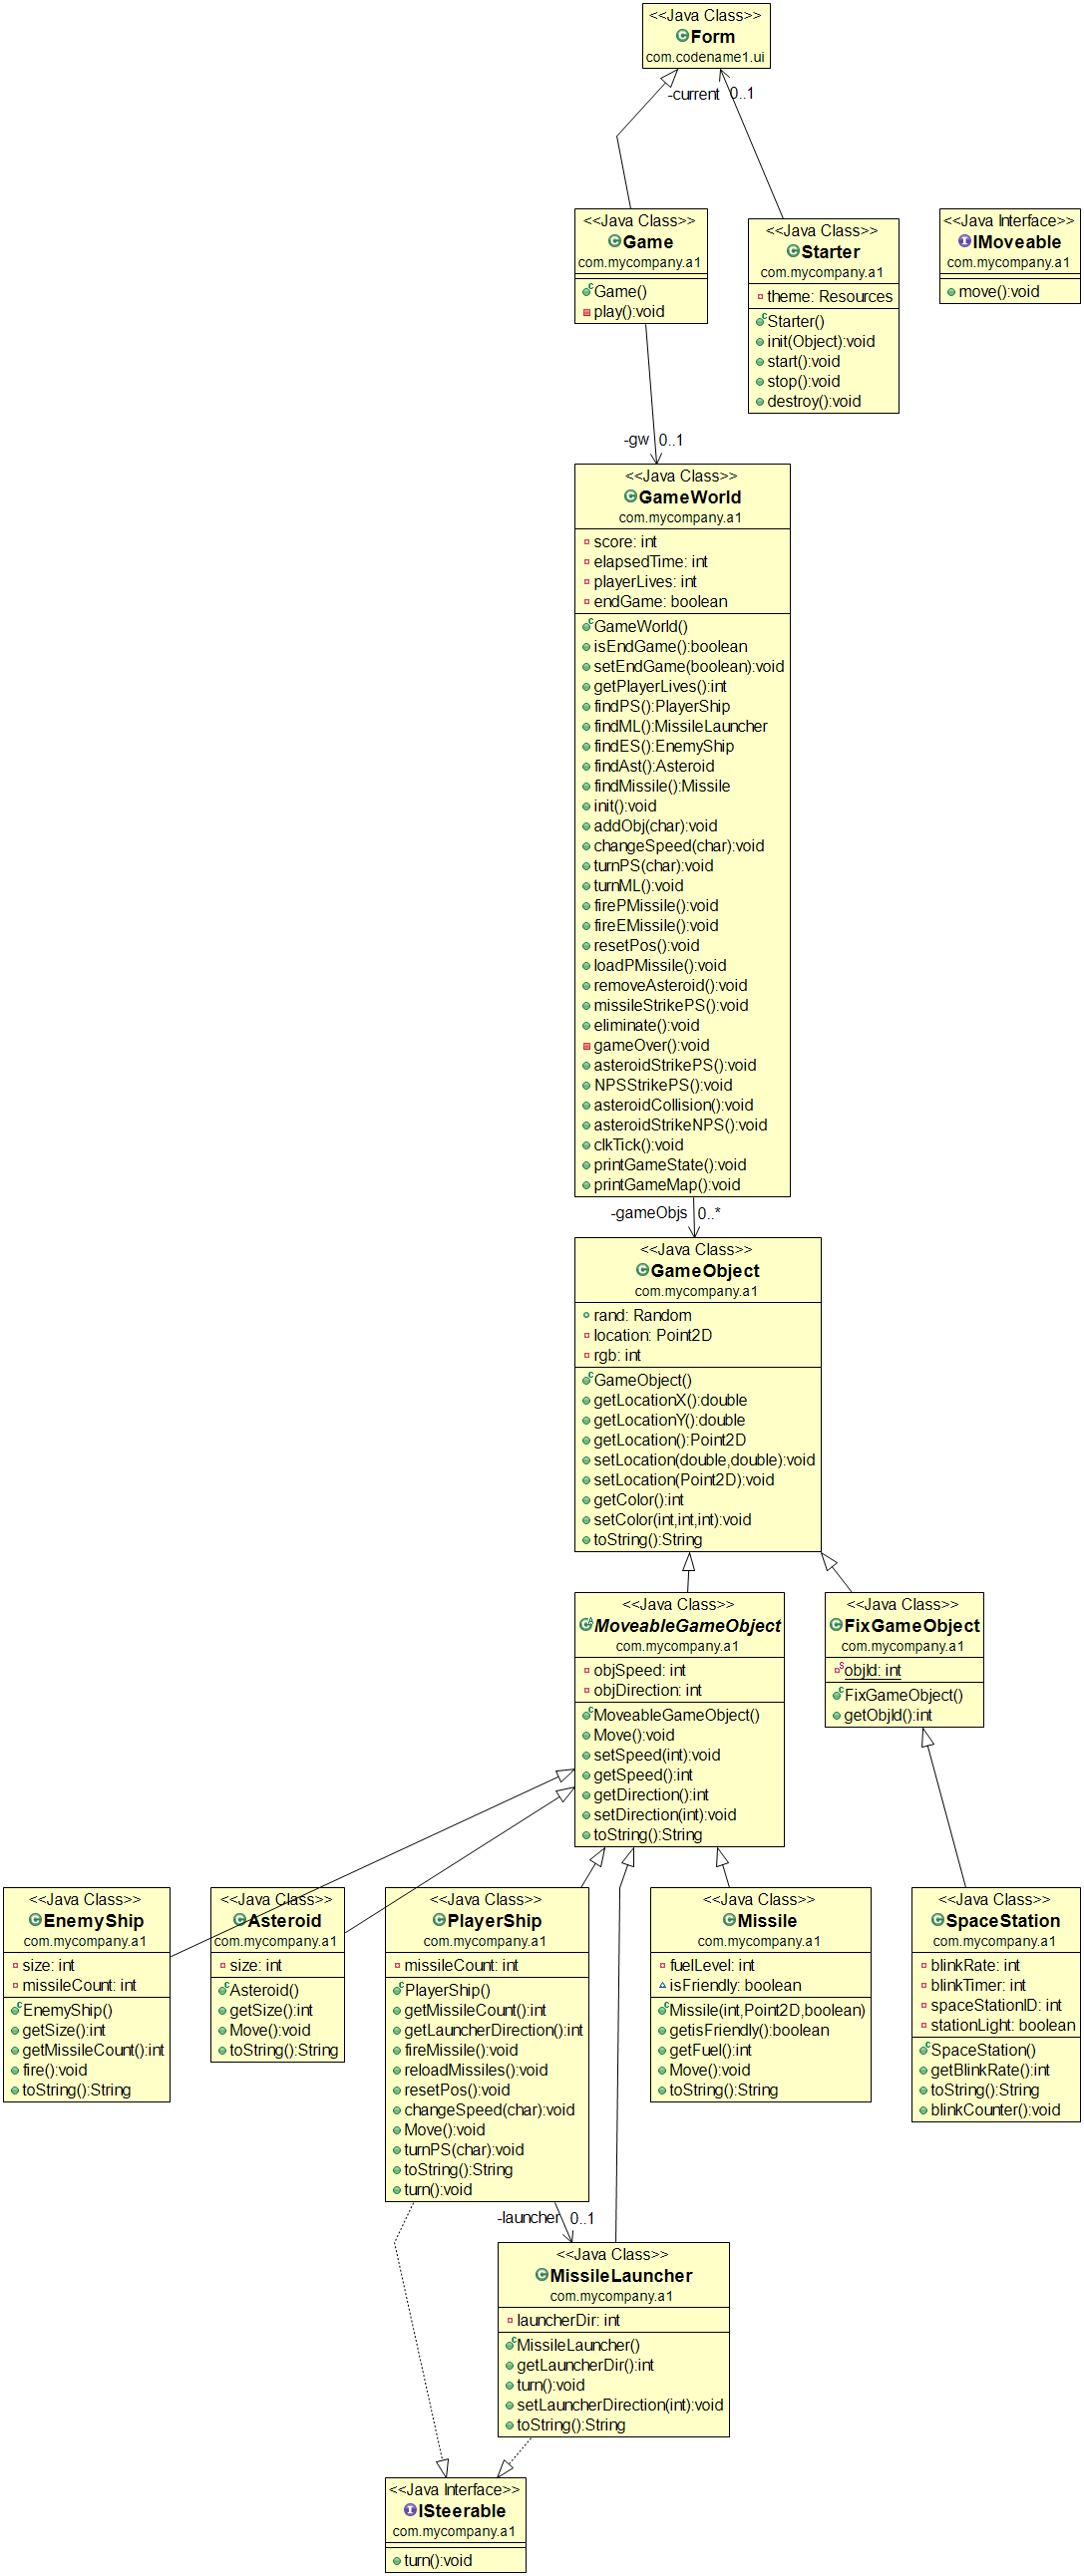 <<Java Class>>
Form
com.codename1.ui
-current 0..1
<<Java Class>>
Game
com.mycompany.a1
Game()
play():void
<<Java Class>>
Starter
com.mycompany.a1
theme: Resources
Starter()
init(Object):void
start():void
stop():void
destroy():void
<<Java Interface>>
IMoveable
com.mycompany.a1
move():void
-gw 0..1
<<Java Class>>
GameWorld
com.mycompany.a1
score: int
elapsedTime: int
playerLives: int
endGame: boolean
GameWorld()
isEndGame():boolean
setEndGame(boolean):void
getPlayerLives():int
findPS():PlayerShip
findML():MissileLauncher
findES():EnemyShip
findAst():Asteroid
findMissile():Missile
init():void
addObj(char):void
changeSpeed(char):void
turnPS(char):void
turnML():void
firePMissile():void
fireEMissile():void
resetPos():void
loadPMissile():void
removeAsteroid():void
missileStrikePS():void
eliminate():void
gameOver():void
asteroidStrikePS():void
NPSStrikePS():void
asteroidCollision():void
asteroidStrikeNPS():void
clkTick():void
printGameState():void
printGameMap():void
-gameObjs 0..*
<<Java Class>>
GameObject
com.mycompany.a1
rand: Random
location: Point2D
rgb: int
GameObject()
getLocationX():double
getLocationY():double
getLocation():Point2D
setLocation(double,double):void
setLocation(Point2D):void
getColor():int
setColor(int,int,int):void
toString():String
<<Java Class>>
MoveableGameObject
com.mycompany.a1
objSpeed: int
objDirection: int
MoveableGameObject()
Move():void
setSpeed(int):void
getSpeed():int
getDirection():int
setDirection(int):void
toString():String
<<Java Class>>
FixGameObject
com.mycompany.a1
objId: int
FixGameObject()
getObjId():int
<<Java Class>>
EnemyShip
com.mycompany.a1
size: int
missileCount: int
EnemyShip()
getSize():int
getMissileCount():int
fire():void
toString():String
<<Java Class>>
Asteroid
com.mycompany.a1
size: int
Asteroid()
getSize():int
Move():void
toString():String
<<Java Class>>
PlayerShip
com.mycompany.a1
missileCount: int
PlayerShip()
getMissileCount():int
getLauncherDirection():int
fireMissile():void
reloadMissiles():void
resetPos():void
changeSpeed(char):void
Move():void
turnPS(char):void
toString():String
turn():void
<<Java Class>>
Missile
com.mycompany.a1
fuelLevel: int
isFriendly: boolean
Missile(int,Point2D,boolean)
getisFriendly():boolean
getFuel():int
Move():void
toString():String
<<Java Class>>
SpaceStation
com.mycompany.a1
blinkRate: int
blinkTimer: int
spaceStationID: int
stationLight: boolean
SpaceStation()
getBlinkRate():int
toString():String
blinkCounter():void
-launcher 0..1
<<Java Class>>
MissileLauncher
com.mycompany.a1
launcherDir: int
MissileLauncher()
getLauncherDir():int
turn():void
setLauncherDirection(int):void
toString():String
<<Java Interface>>
ISteerable
com.mycompany.a1
turn():void